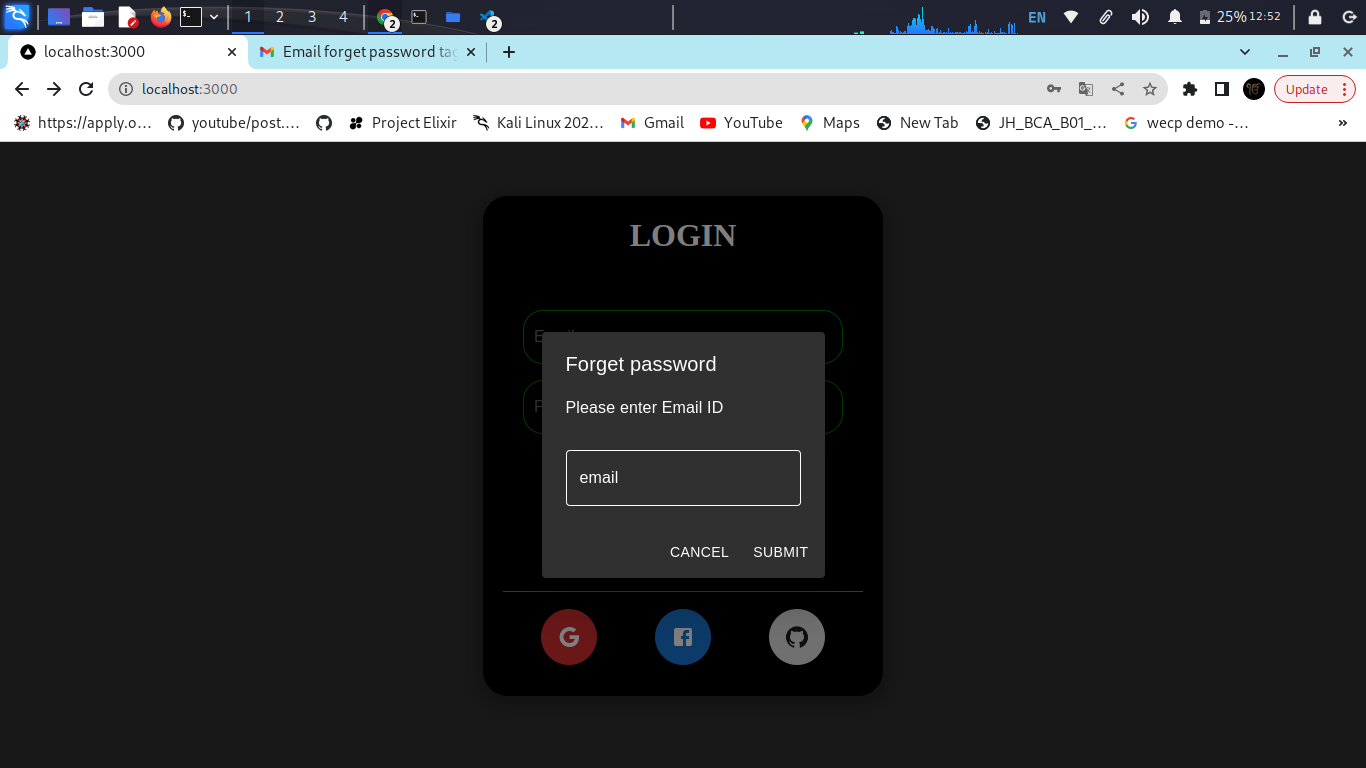 1 2 3 4 2 2 EN 25% 12:52
localhost:3000 Email forget password ta
localhost:3000 Update
https://apply.o... youtube/post.... Project Elixir Kali Linux 202... Gmail YouTube Maps New Tab JH_BCA_B01_... wecp demo -... »
LOGIN
Forget password
Please enter Email ID
email
CANCEL SUBMIT